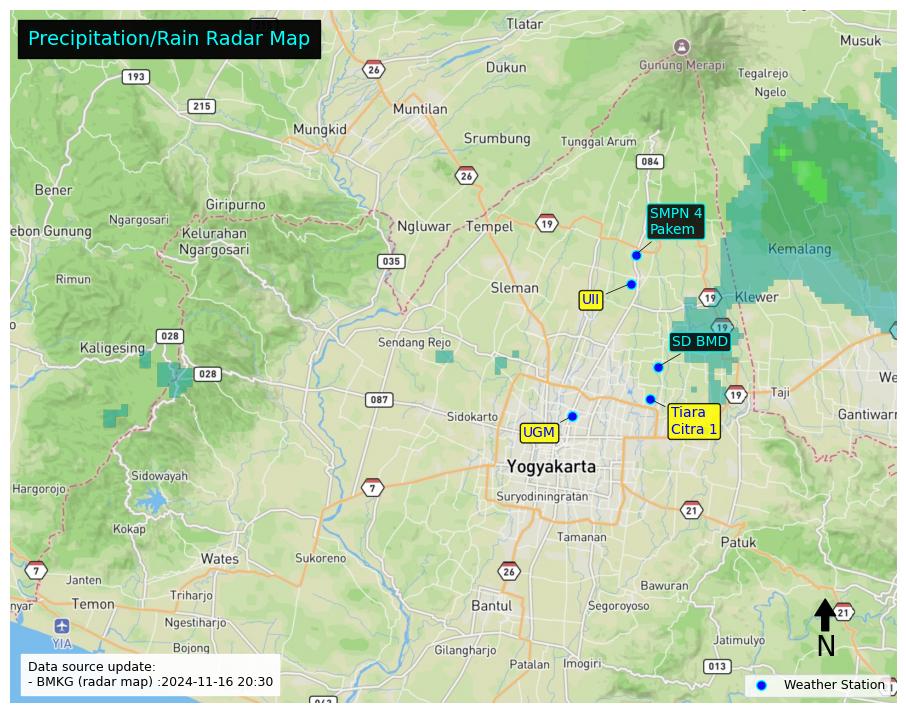 Precipitation/Rain Radar Map
Tlatar
Musuk
26
Gunung Merapi
193
Dukun
Tegalrejo
Ngelo
215
Muntilan
Mungkid
Srumbung
Tunggal Arum
084
26
Bener
Giripurno
SMPN 4
Pakem
Ngargosari
Ngluwar
Tempel
19
ebon Gunung
Kelurahan
Ngargosari
Kemalang
035
Rimun
Sleman
UII
19
Klewer
19
028
Sendang Rejo
SD BMD
Kaligesing
028
We
087
19
Taji
Sidokarto
Tiara
Citra 1
Gantiwarn
UGM
Yogyakarta
Sidowayah
Hargorojo
7
Suryodiningratan
21
Kokap
Tamanan
Patuk
Wates
Sukoreno
7
26
Janten
Bawuran
Triharjo
nyar
Temon
Bantul
Segoroyoso
21
Ngestiharjo
YIA
Jatimulyo
N
Bojong
Gilangharjo
Data source update:
Patalan
Imogiri
013
- BMKG (radar map) :2024-11-16 20:30
Weather Station